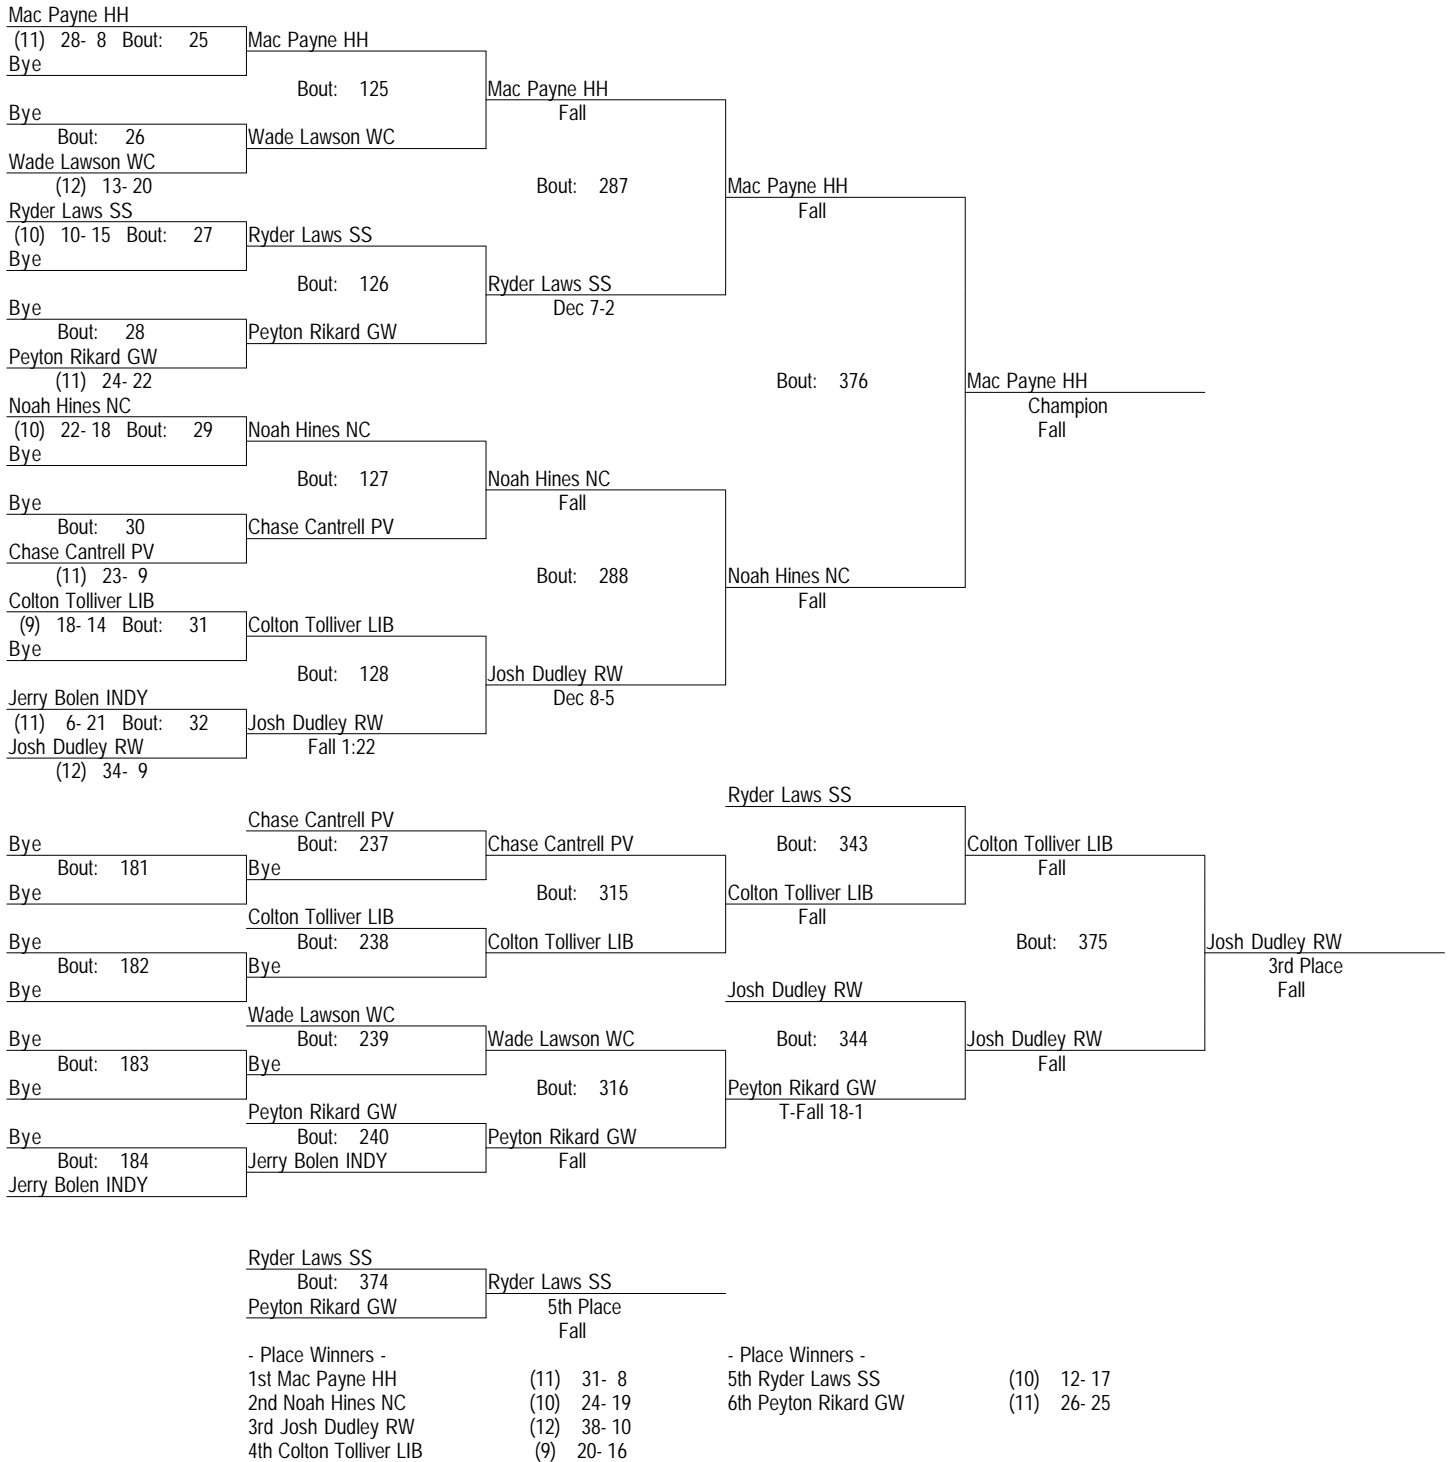 Mac Payne HH
(11) 28- 8 Bout: 25 Mac Payne HH
Bye
Bout: 125 Mac Payne HH
Bye Fall
Bout: 26 Wade Lawson WC
Wade Lawson WC
(12) 13- 20 Bout: 287 Mac Payne HH
Ryder Laws SS Fall
(10) 10- 15 Bout: 27 Ryder Laws SS
Bye
Bout: 126 Ryder Laws SS
Bye Dec 7-2
Bout: 28 Peyton Rikard GW
Peyton Rikard GW
(11) 24- 22 Bout: 376 Mac Payne HH
Noah Hines NC Champion
(10) 22- 18 Bout: 29 Noah Hines NC Fall
Bye
Bout: 127 Noah Hines NC
Bye Fall
Bout: 30 Chase Cantrell PV
Chase Cantrell PV
(11) 23- 9 Bout: 288 Noah Hines NC
Colton Tolliver LIB Fall
(9) 18- 14 Bout: 31 Colton Tolliver LIB
Bye
Bout: 128 Josh Dudley RW
Jerry Bolen INDY Dec 8-5
(11) 6- 21 Bout: 32 Josh Dudley RW
Josh Dudley RW Fall 1:22
(12) 34- 9
Ryder Laws SS
Chase Cantrell PV
Bye Bout: 237 Chase Cantrell PV Bout: 343 Colton Tolliver LIB
Bout: 181 Bye Fall
Bye Bout: 315 Colton Tolliver LIB
Colton Tolliver LIB Fall
Bye Bout: 238 Colton Tolliver LIB Bout: 375 Josh Dudley RW
Bout: 182 Bye 3rd Place
Bye Josh Dudley RW Fall
Wade Lawson WC
Bye Bout: 239 Wade Lawson WC Bout: 344 Josh Dudley RW
Bout: 183 Bye Fall
Bye Bout: 316 Peyton Rikard GW
Peyton Rikard GW T-Fall 18-1
Bye Bout: 240 Peyton Rikard GW
Bout: 184 Jerry Bolen INDY Fall
Jerry Bolen INDY
Ryder Laws SS
Bout: 374 Ryder Laws SS
Peyton Rikard GW 5th Place
Fall
- Place Winners - - Place Winners -
1st Mac Payne HH (11) 31- 8 5th Ryder Laws SS (10) 12- 17
2nd Noah Hines NC (10) 24- 19 6th Peyton Rikard GW (11) 26- 25
3rd Josh Dudley RW (12) 38- 10
4th Colton Tolliver LIB (9) 20- 16